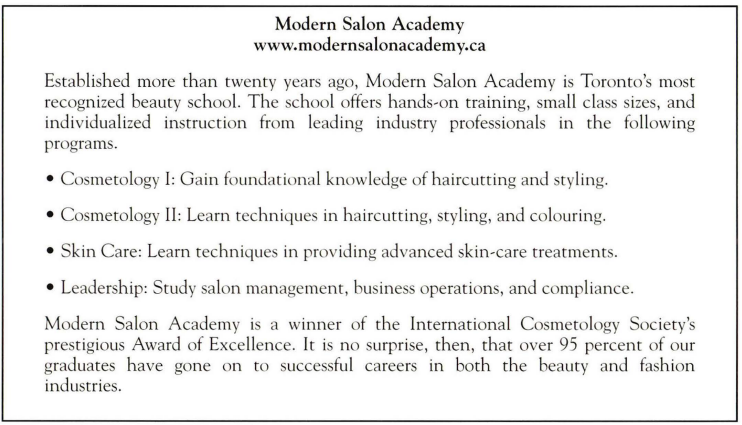 Modern Salon Academy
www.modernsalonacademy.ca
Established more than twenty years ago, Modern Salon Academy is Toronto's most
recognized beauty school. The school offers hands-on training, small class sizes, and
individualized instruction from leading industry professionals in the following
programs.
• Cosmetology I: Gain foundational knowledge of haircutting and styling.
• Cosmetology II: Learn techniques in haircutting, styling, and colouring.
• Skin Care: Learn techniques in providing advanced skin-care treatments.
• Leadership: Study salon management, business operations, and compliance.
Modern Salon Academy is a winner of the International Cosmetology Society's
prestigious Award of Excellence. It is no surprise, then, that over 95 percent of our
graduates have gone on to successful careers in both the beauty and fashion
industries.